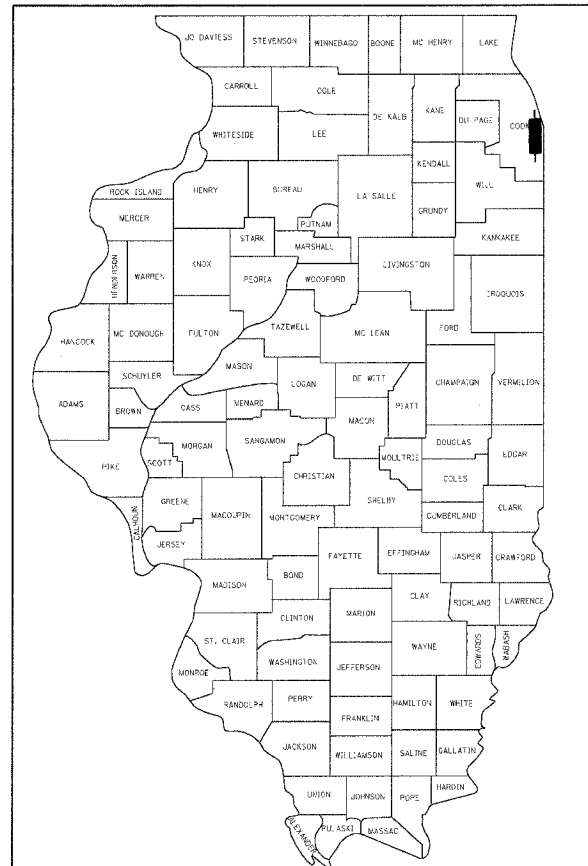 JO DAVIESS
STEVENSON
WINNEBAGO
BOONE
MC HENRY
LAKE
CARROLL
OGLE
DE KALB
KANE
DU PAGE
COOK
WHITESIDE
LEE
KENDALL
WILL
ROCK ISLAND
HENRY
BUREAU
LA SALLE
GRUNDY
MERCER
PUTNAM
STARK
MARSHALL
KANKAKEE
HENDERSON
WARREN
KNOX
PEORIA
WOODFORD
LIVINGSTON
IROQUOIS
HANCOCK
MC DONOUGH
FULTON
TAZEWELL
MC LEAN
FORD
SCHUYLER
MASON
LOGAN
DE WITT
CHAMPAIGN
VERMILION
ADAMS
BROWN
CASS
MENARD
MACON
PIATT
PIKE
SCOTT
MORGAN
SANGAMON
MOULTRIE
DOUGLAS
EDGAR
CHRISTIAN
COLES
SHELBY
CALHOUN
GREENE
MACOUPIN
MONTGOMERY
CUMBERLAND
CLARK
JERSEY
FAYETTE
EFFINGHAM
JASPER
CRAWFORD
MADISON
BOND
CLAY
RICHLAND
LAWRENCE
CLINTON
MARION
ST. CLAIR
WAYNE
EDWARDS
WABASH
WASHINGTON
JEFFERSON
MONROE
RANDOLPH
PERRY
HAMILTON
WHITE
FRANKLIN
JACKSON
WILLIAMSON
SALINE
GALLATIN
UNION
JOHNSON
POPE
HARDIN
ALEXANDER
PULASKI
MASSAC